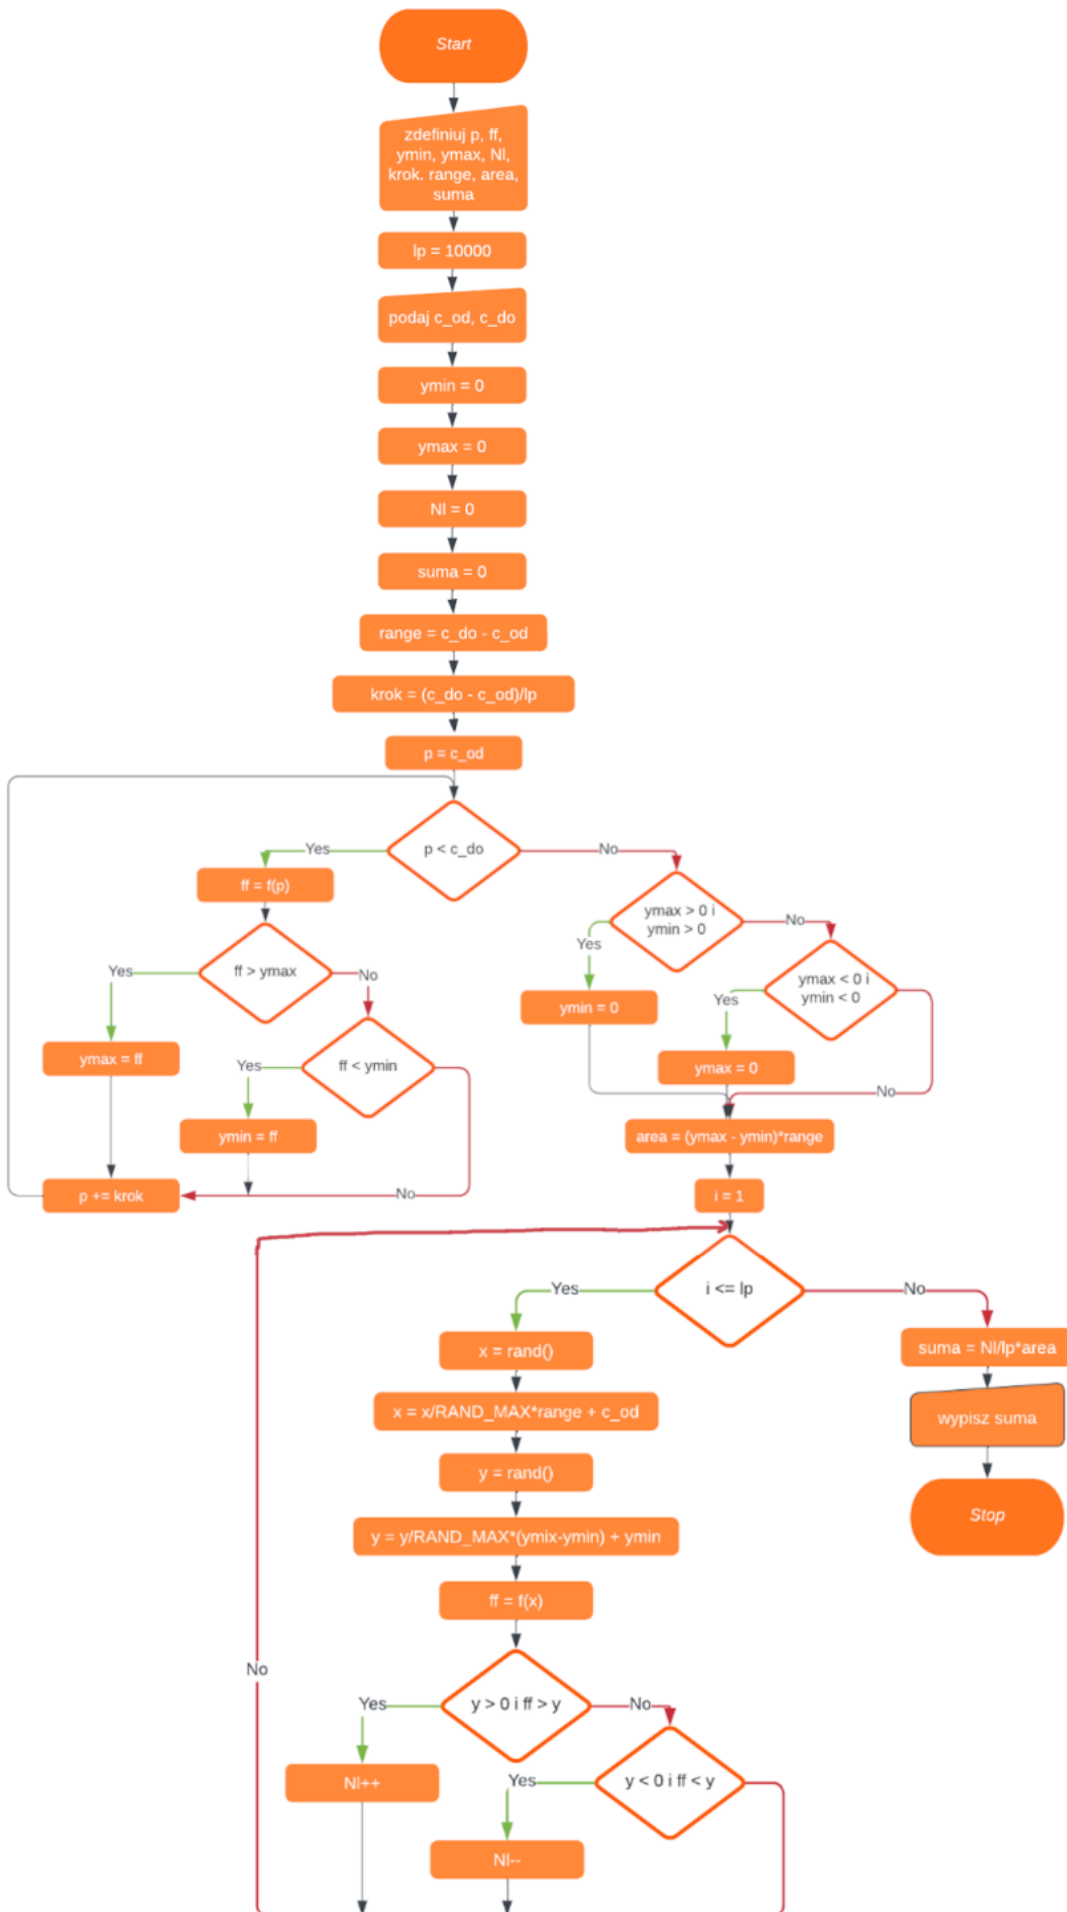 Start
zdefiniuj p, ff,
ymin, ymax, Nl,
krok. range, area,
suma
lp = 10000
podaj c_od, c_do
ymin = 0
ymax = 0
Nl = 0
suma = 0
range = c_do - c_od
krok = (c_do - c_od)/lp
p = c_od
p < c_do
Yes
No
ff = f(p)
ff > ymax
Yes
No
ymax = ff
ff < ymin
Yes
ymin = ff
No
p += krok
ymax > 0 i
ymin > 0
Yes
No
ymin = 0
ymax < 0 i
ymin < 0
Yes
ymax = 0
No
area = (ymax - ymin)*range
i = 1
i <= lp
Yes
No
x = rand()
x = x/RAND_MAX*range + c_od
y = rand()
y = y/RAND_MAX*(ymix-ymin) + ymin
ff = f(x)
y > 0 i ff > y
Yes
No
Nl++
y < 0 i ff < y
Yes
Nl--
No
suma = Nl/lp*area
wypisz suma
Stop